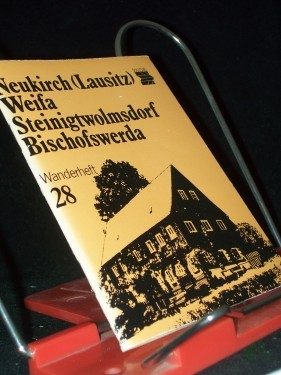 Neukirch (Lausitz)
Weifa
Steinigtwolmsdorf
Bischofswerda
Wanderheft
28